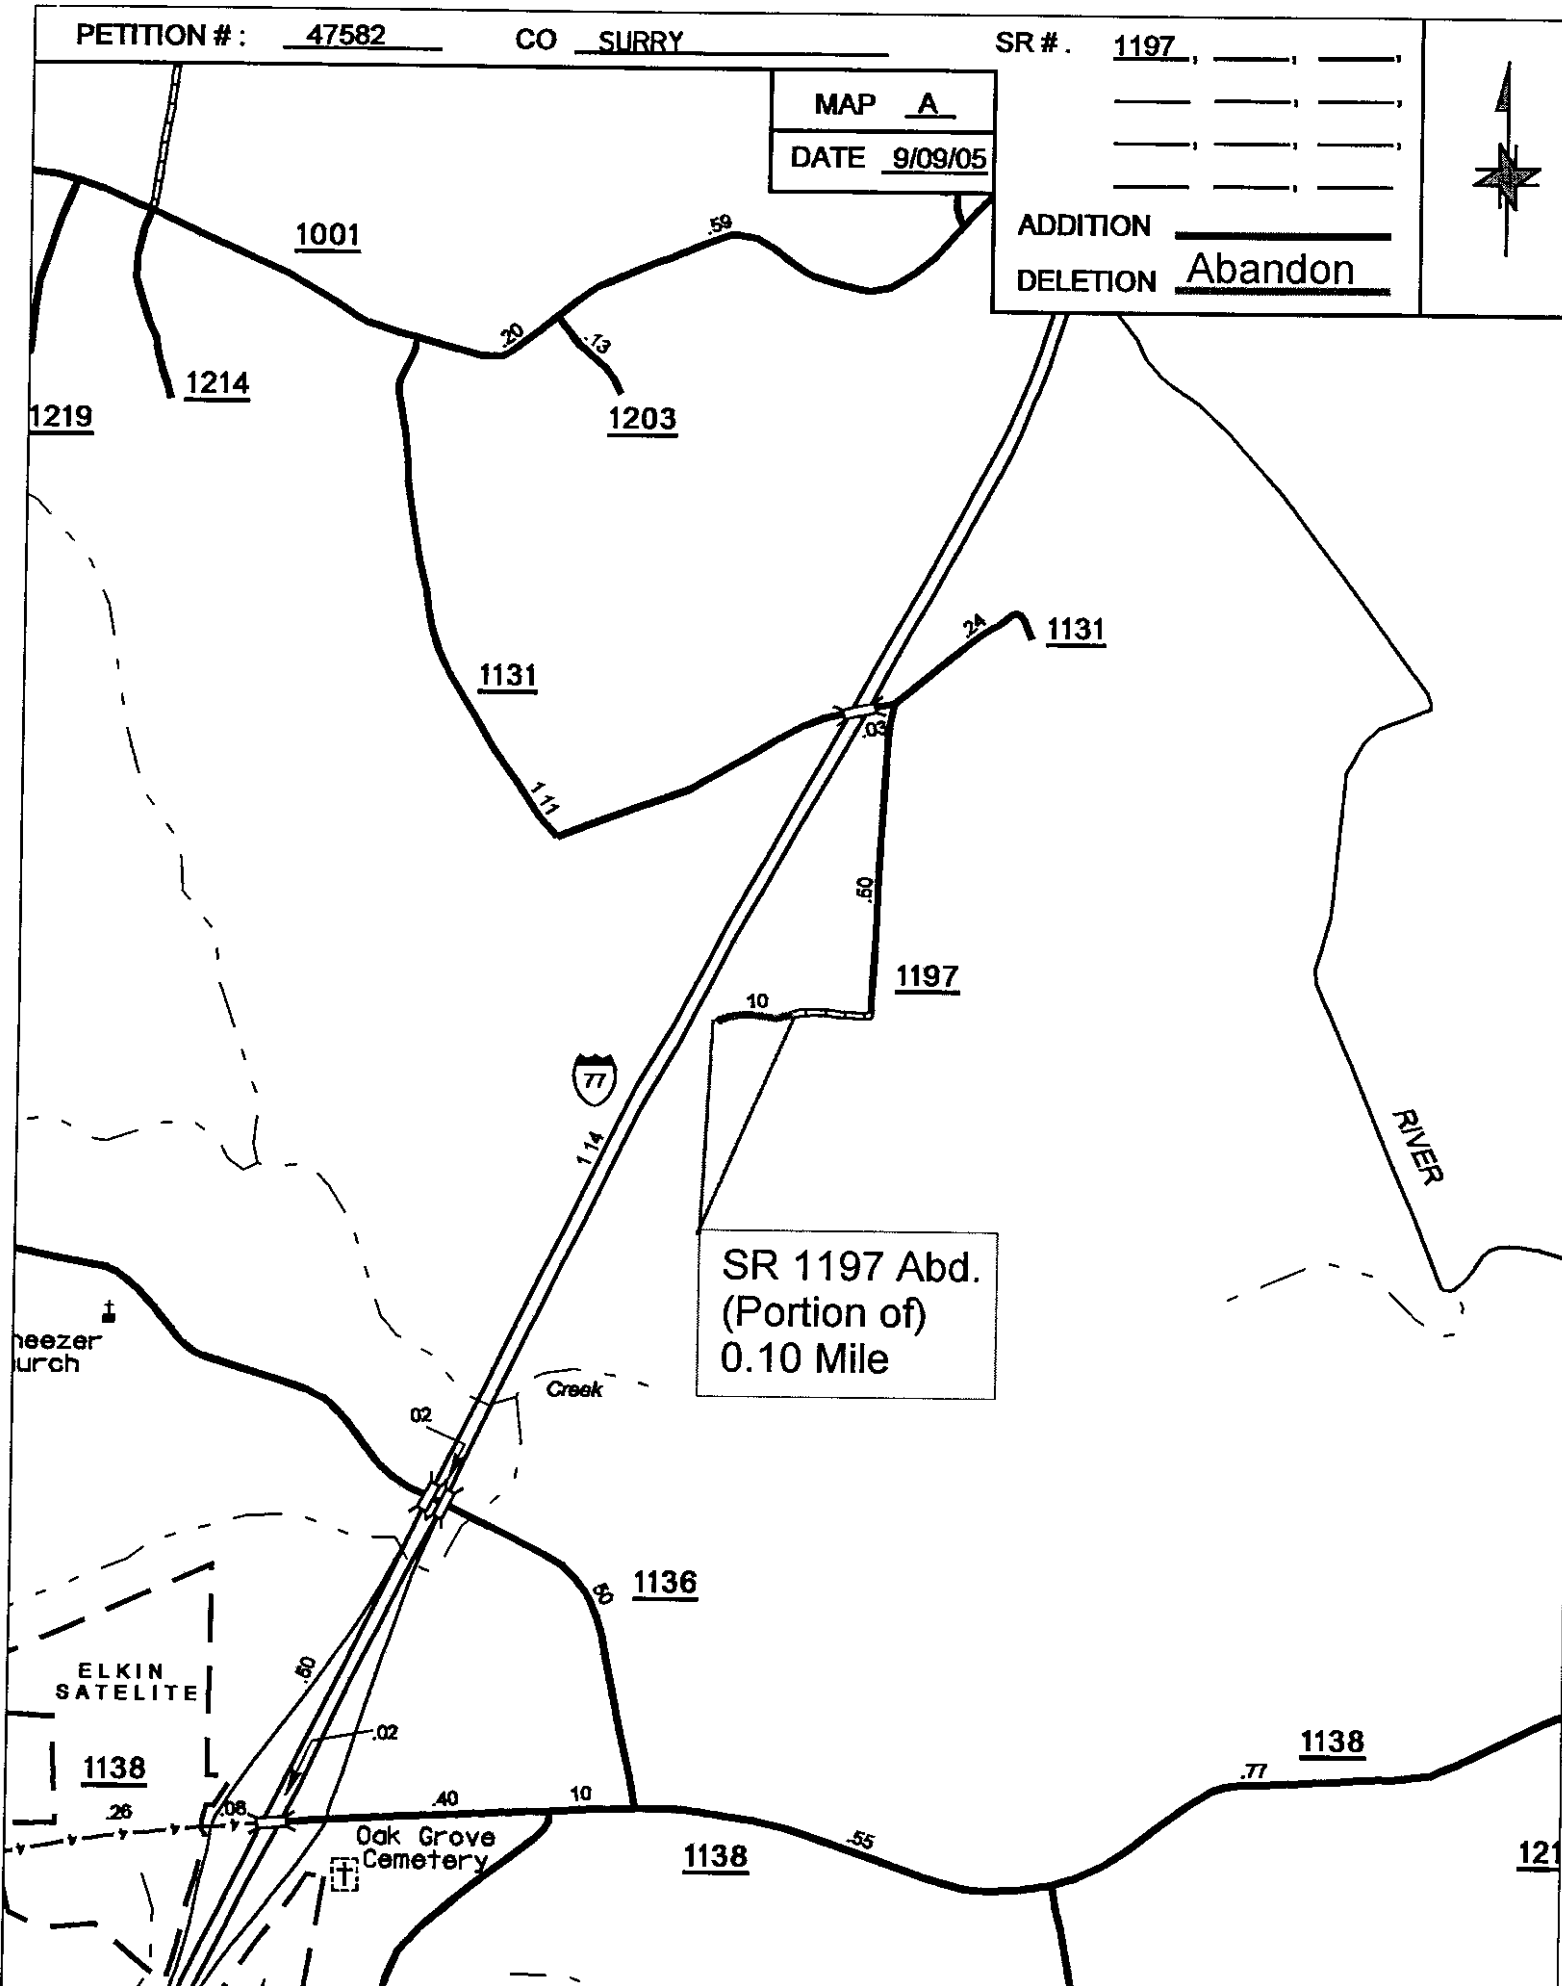 PETITION #: 47582 CO SURRY SR #. 1197, , ,
MAP A
DATE 9/09/05
ADDITION
DELETION Abandon
1001
.59
.20
.13
1214
1219
1203
.24
1131
1131
.03
1.11
.60
1197
10
77
1.14
RIVER
SR 1197 Abd.
(Portion of)
0.10 Mile
neezer
urch
Creek
02
1136
.50
ELKIN
SATELITE
.60
.02
1138
1138
.77
.26
.08
.40
10
Oak Grove
Cemetery
1138
.55
121